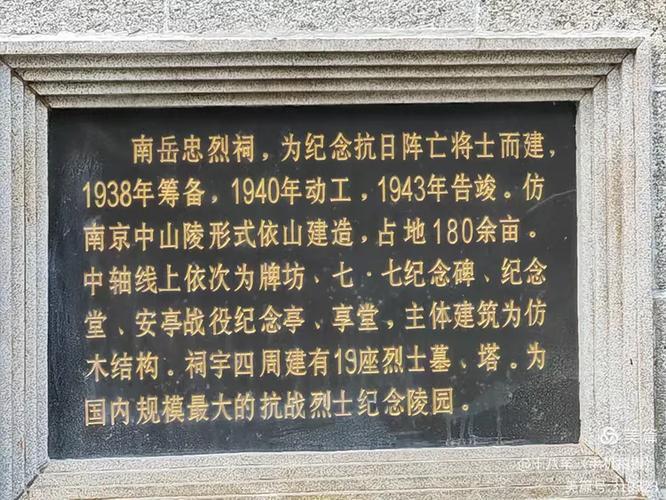 南岳忠烈祠，为纪念抗日阵亡将士而建，
1938年筹备，1940年动工，1943年告竣。仿
南京中山陵形式依山建造，占地180余亩。
中轴线上依次为牌坊、七·七纪念碑、纪念
堂、安亭战役纪念亭、享堂，主体建筑为仿
木结构。祠宇四周建有19座烈士墓、塔。为
国内规模最大的抗战烈士纪念陵园。
美篇